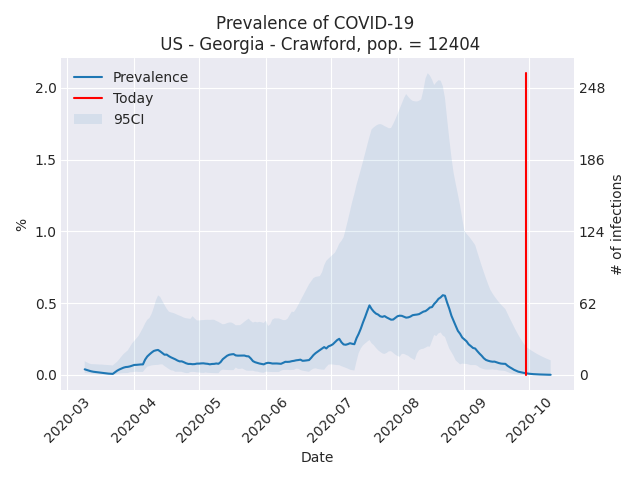 Prevalence of COVID-19
US - Georgia - Crawford, pop. = 12404
Prevalence
Today
95CI
2.0
1.5
1.0
0.5
0.0
%
248
186
124
62
0
# of infections
2020-03
2020-04
2020-05
2020-06
2020-07
2020-08
2020-09
2020-10
Date